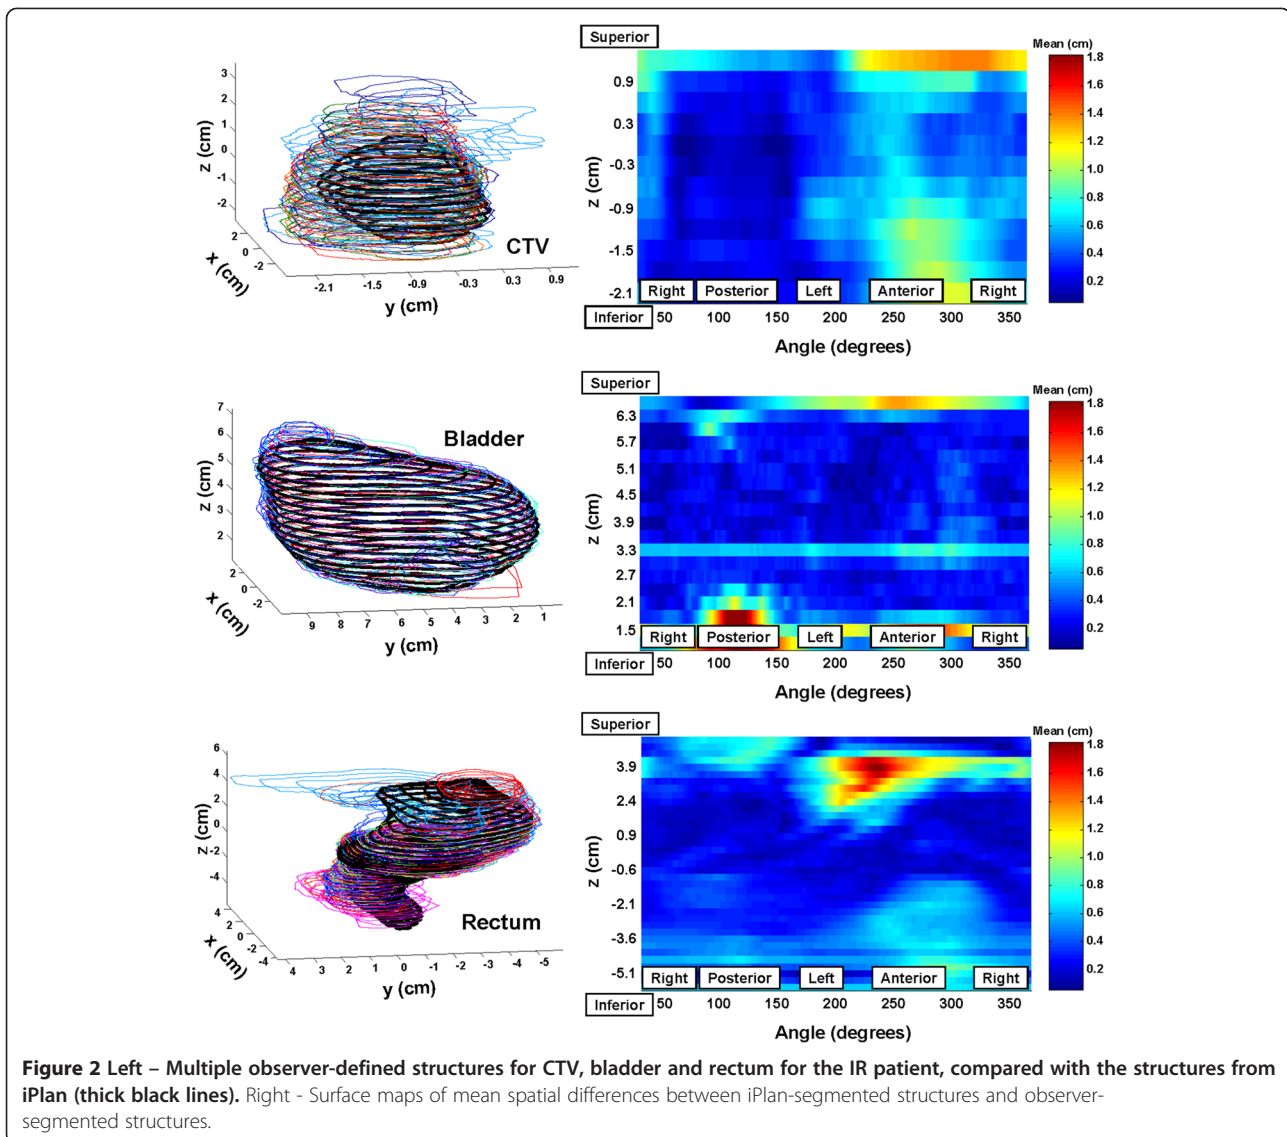 Superior
Mean (cm)
3
2
1
0
-1
-2
z (cm)
2
0
-2
x (cm)
-2.1
-1.5
-0.9
-0.3
0.3
0.9
y (cm)
CTV
0.9
0.3
-0.3
-0.9
-1.5
-2.1
z (cm)
Right
Posterior
Left
Anterior
Right
Inferior
50
100
150
200
250
300
350
Angle (degrees)
1.8
1.6
1.4
1.2
1.0
0.8
0.6
0.4
0.2
Superior
Mean (cm)
7
6
5
4
3
2
z (cm)
2
0
-2
x (cm)
9
8
7
6
5
4
3
2
1
y (cm)
Bladder
6.3
5.7
5.1
4.5
3.9
3.3
2.7
2.1
1.5
z (cm)
Right
Posterior
Left
Anterior
Right
Inferior
50
100
150
200
250
300
350
Angle (degrees)
1.8
1.6
1.4
1.2
1.0
0.8
0.6
0.4
0.2
Superior
Mean (cm)
6
4
2
0
-2
-4
z (cm)
4
2
0
-2
-4
x (cm)
4
3
2
1
0
-1
-2
-3
-4
-5
y (cm)
Rectum
3.9
2.4
0.9
-0.6
-2.1
-3.6
-5.1
z (cm)
Right
Posterior
Left
Anterior
Right
Inferior
50
100
150
200
250
300
350
Angle (degrees)
1.8
1.6
1.4
1.2
1.0
0.8
0.6
0.4
0.2
Figure 2 Left – Multiple observer-defined structures for CTV, bladder and rectum for the IR patient, compared with the structures from
iPlan (thick black lines). Right - Surface maps of mean spatial differences between iPlan-segmented structures and observer-
segmented structures.